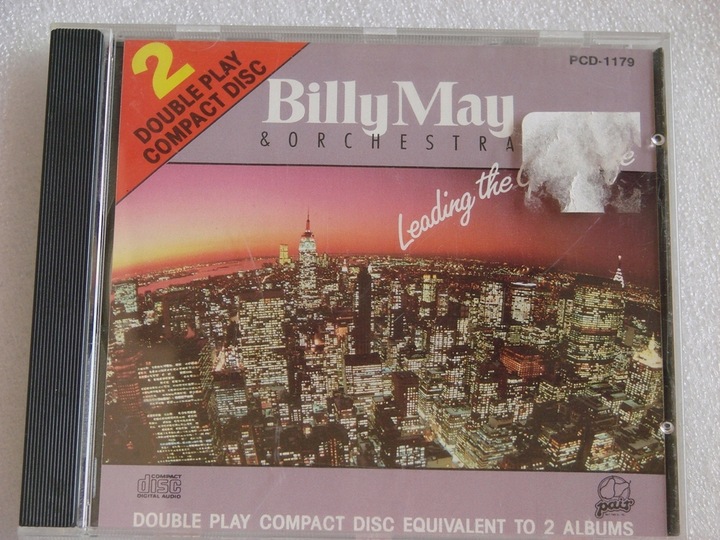 2
DOUBLE PLAY
COMPACT DISC
PCD-1179
Billy May
& ORCHESTRA
Leading the
COMPACT
disc
DIGITAL AUDIO
pair
DOUBLE PLAY COMPACT DISC EQUIVALENT TO 2 ALBUMS